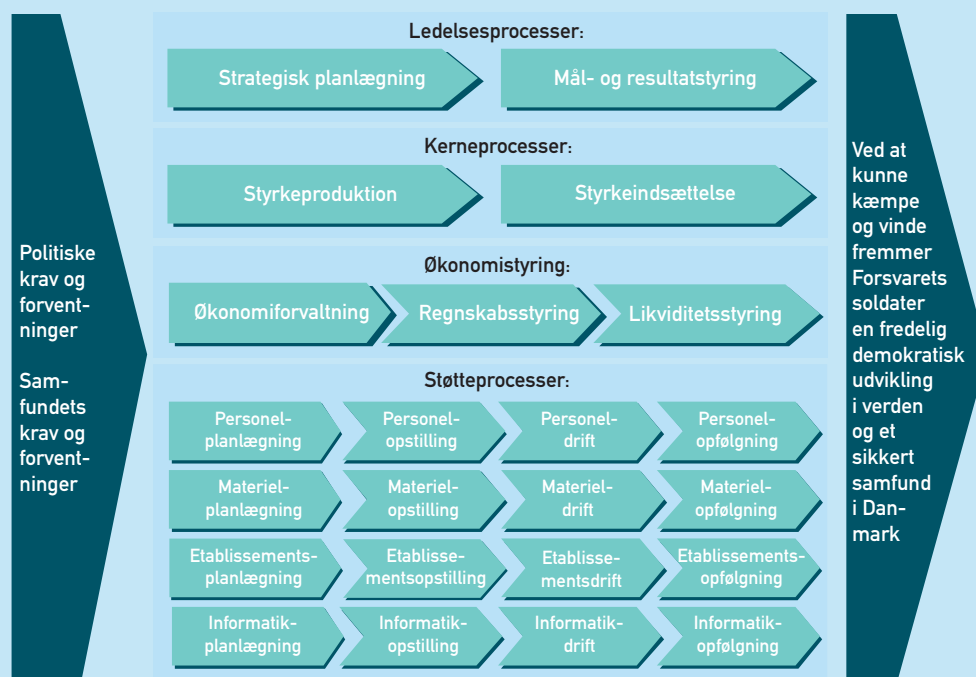 Politiske
krav og
forvent-
ninger
Sam-
fundets
krav og
forvent-
ninger
Ledelsesprocesser:
Strategisk planlægning
Mål- og resultatstyring
Kerneprocesser:
Styrkeproduktion
Styrkeindsættelse
Økonomistyring:
Økonomiforvaltning
Regnskabsstyring
Likviditetsstyring
Støtteprocesser:
Personel-
planlægning
Personel-
opstilling
Personel-
drift
Personel-
opfølgning
Materiel-
planlægning
Materiel-
opstilling
Materiel-
drift
Materiel-
opfølgning
Etablissements-
planlægning
Etablisse-
mentsopstilling
Etablisse-
mentsdrift
Etablissements-
opfølgning
Informatik-
planlægning
Informatik-
opstilling
Informatik-
drift
Informatik-
opfølgning
Ved at
kunne
kæmpe
og vinde
fremmer
Forsvarets
soldater
en fredelig
demokratisk
udvikling
i verden
og et
sikkert
samfund
i Dan-
mark